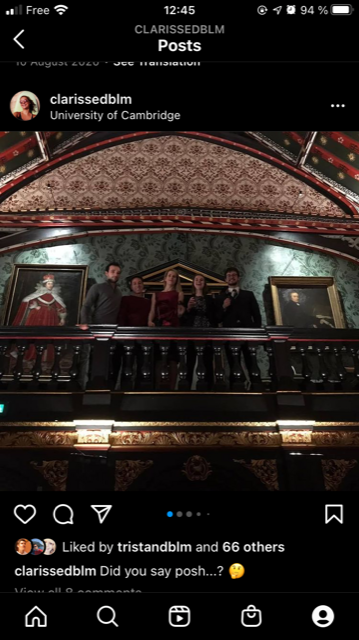 Free 12:45 94 %
CLARISSEDBLM
Posts
10 August 2020 • See Translation
clarissedblm
University of Cambridge
Liked by tristandblm and 66 others
clarissedblm Did you say posh...? 🤔
View all 8 comments